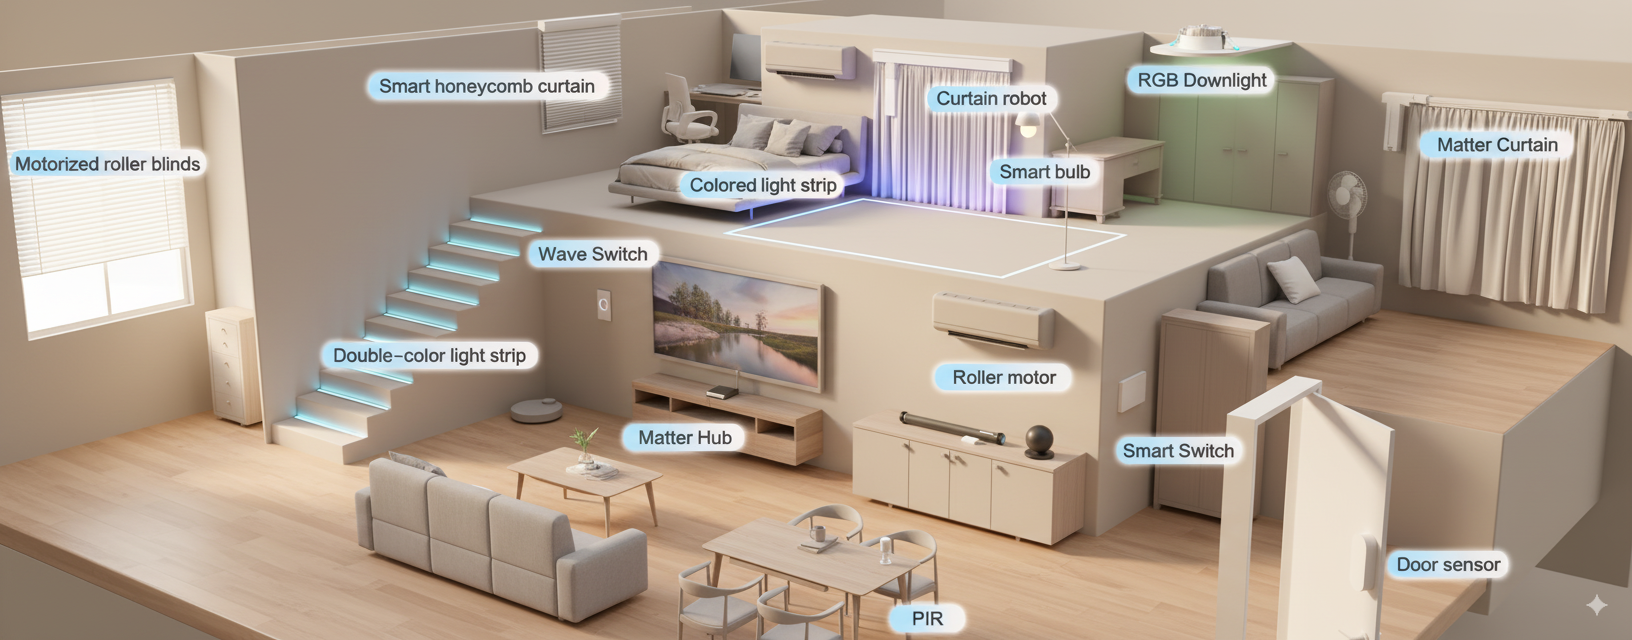 Smart honeycomb curtain
RGB Downlight
Curtain robot
Matter Curtain
Motorized roller blinds
Smart bulb
Colored light strip
Wave Switch
Double-color light strip
Roller motor
Matter Hub
Smart Switch
Door sensor
PIR